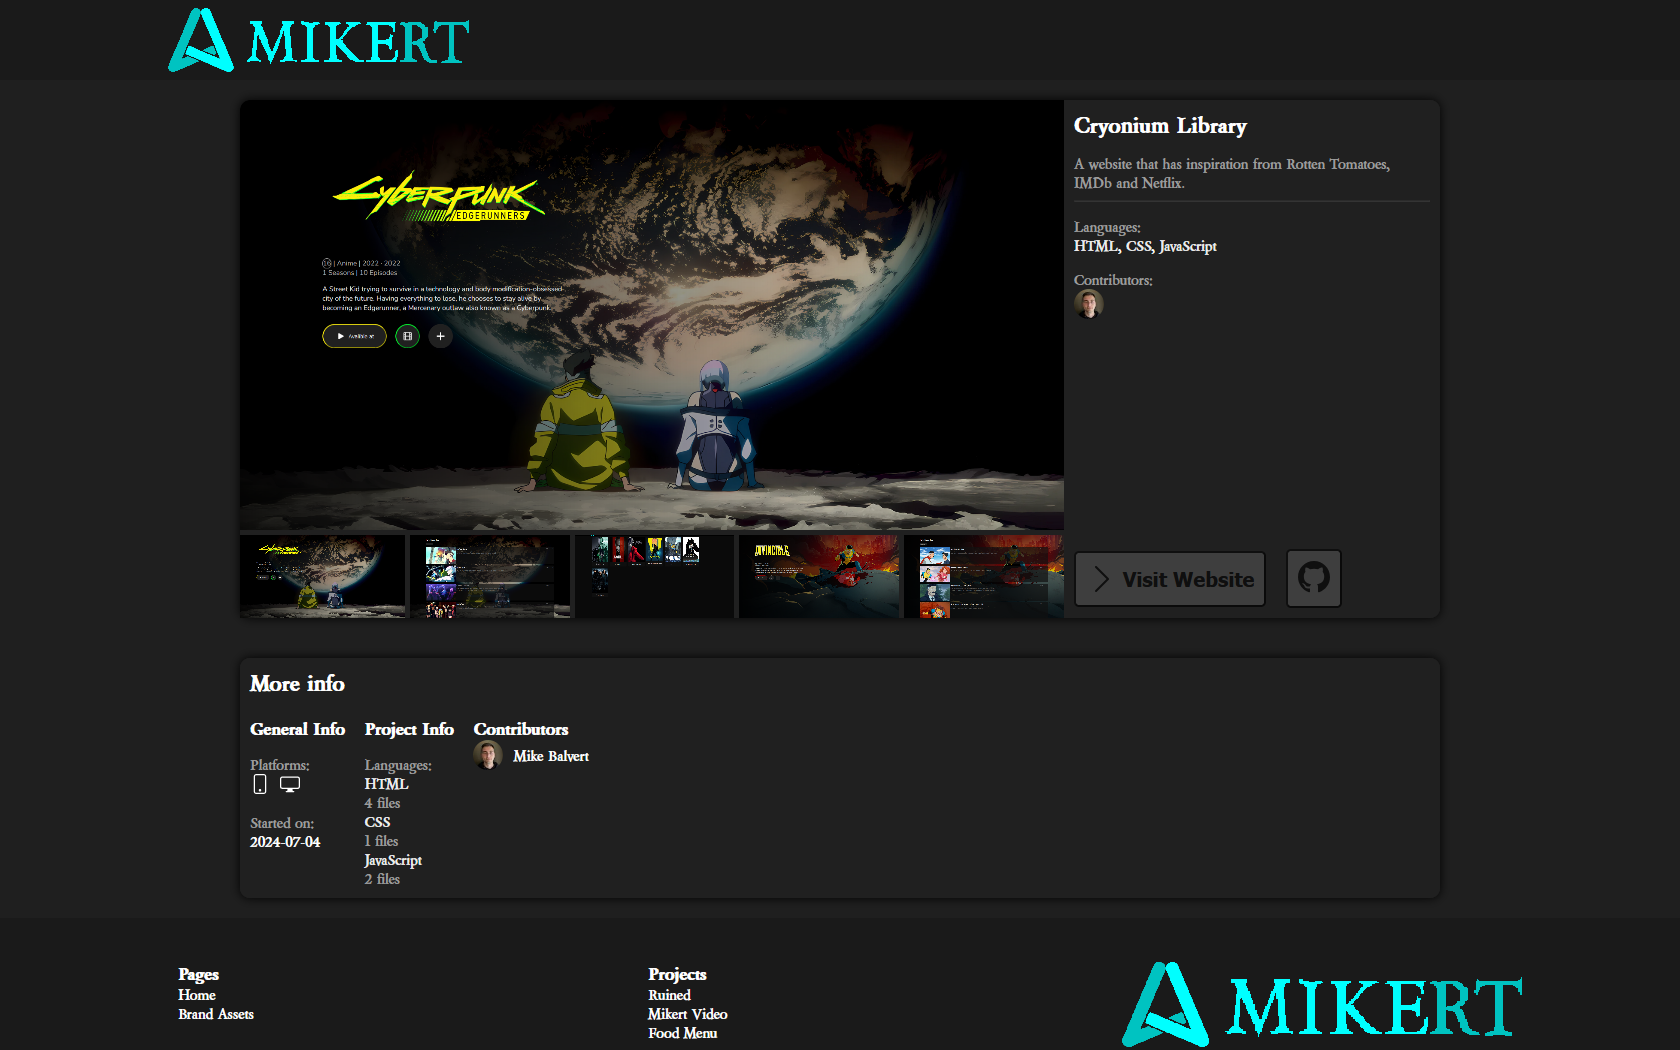 MIKERT
CYBERPUNK
EDGERUNNERS
16 | Anime | 2022 - 2022
1 Seasons | 10 Episodes
A Street Kid trying to survive in a technology and body modification-obsessed
city of the future. Having everything to lose, he chooses to stay alive by
becoming an Edgerunner, a Mercenary outlaw also known as a Cyberpunk.
Avalible at
Cryonium Library
A website that has inspiration from Rotten Tomatoes,
IMDb and Netflix.
Languages:
HTML, CSS, JavaScript
Contributors:
INVINCIBLE
Visit Website
More info
General Info
Platforms:
Started on:
2024-07-04
Project Info
Languages:
HTML
4 files
CSS
1 files
JavaScript
2 files
Contributors
Mike Balvert
Pages
Home
Brand Assets
Projects
Ruined
Mikert Video
Food Menu
MIKERT